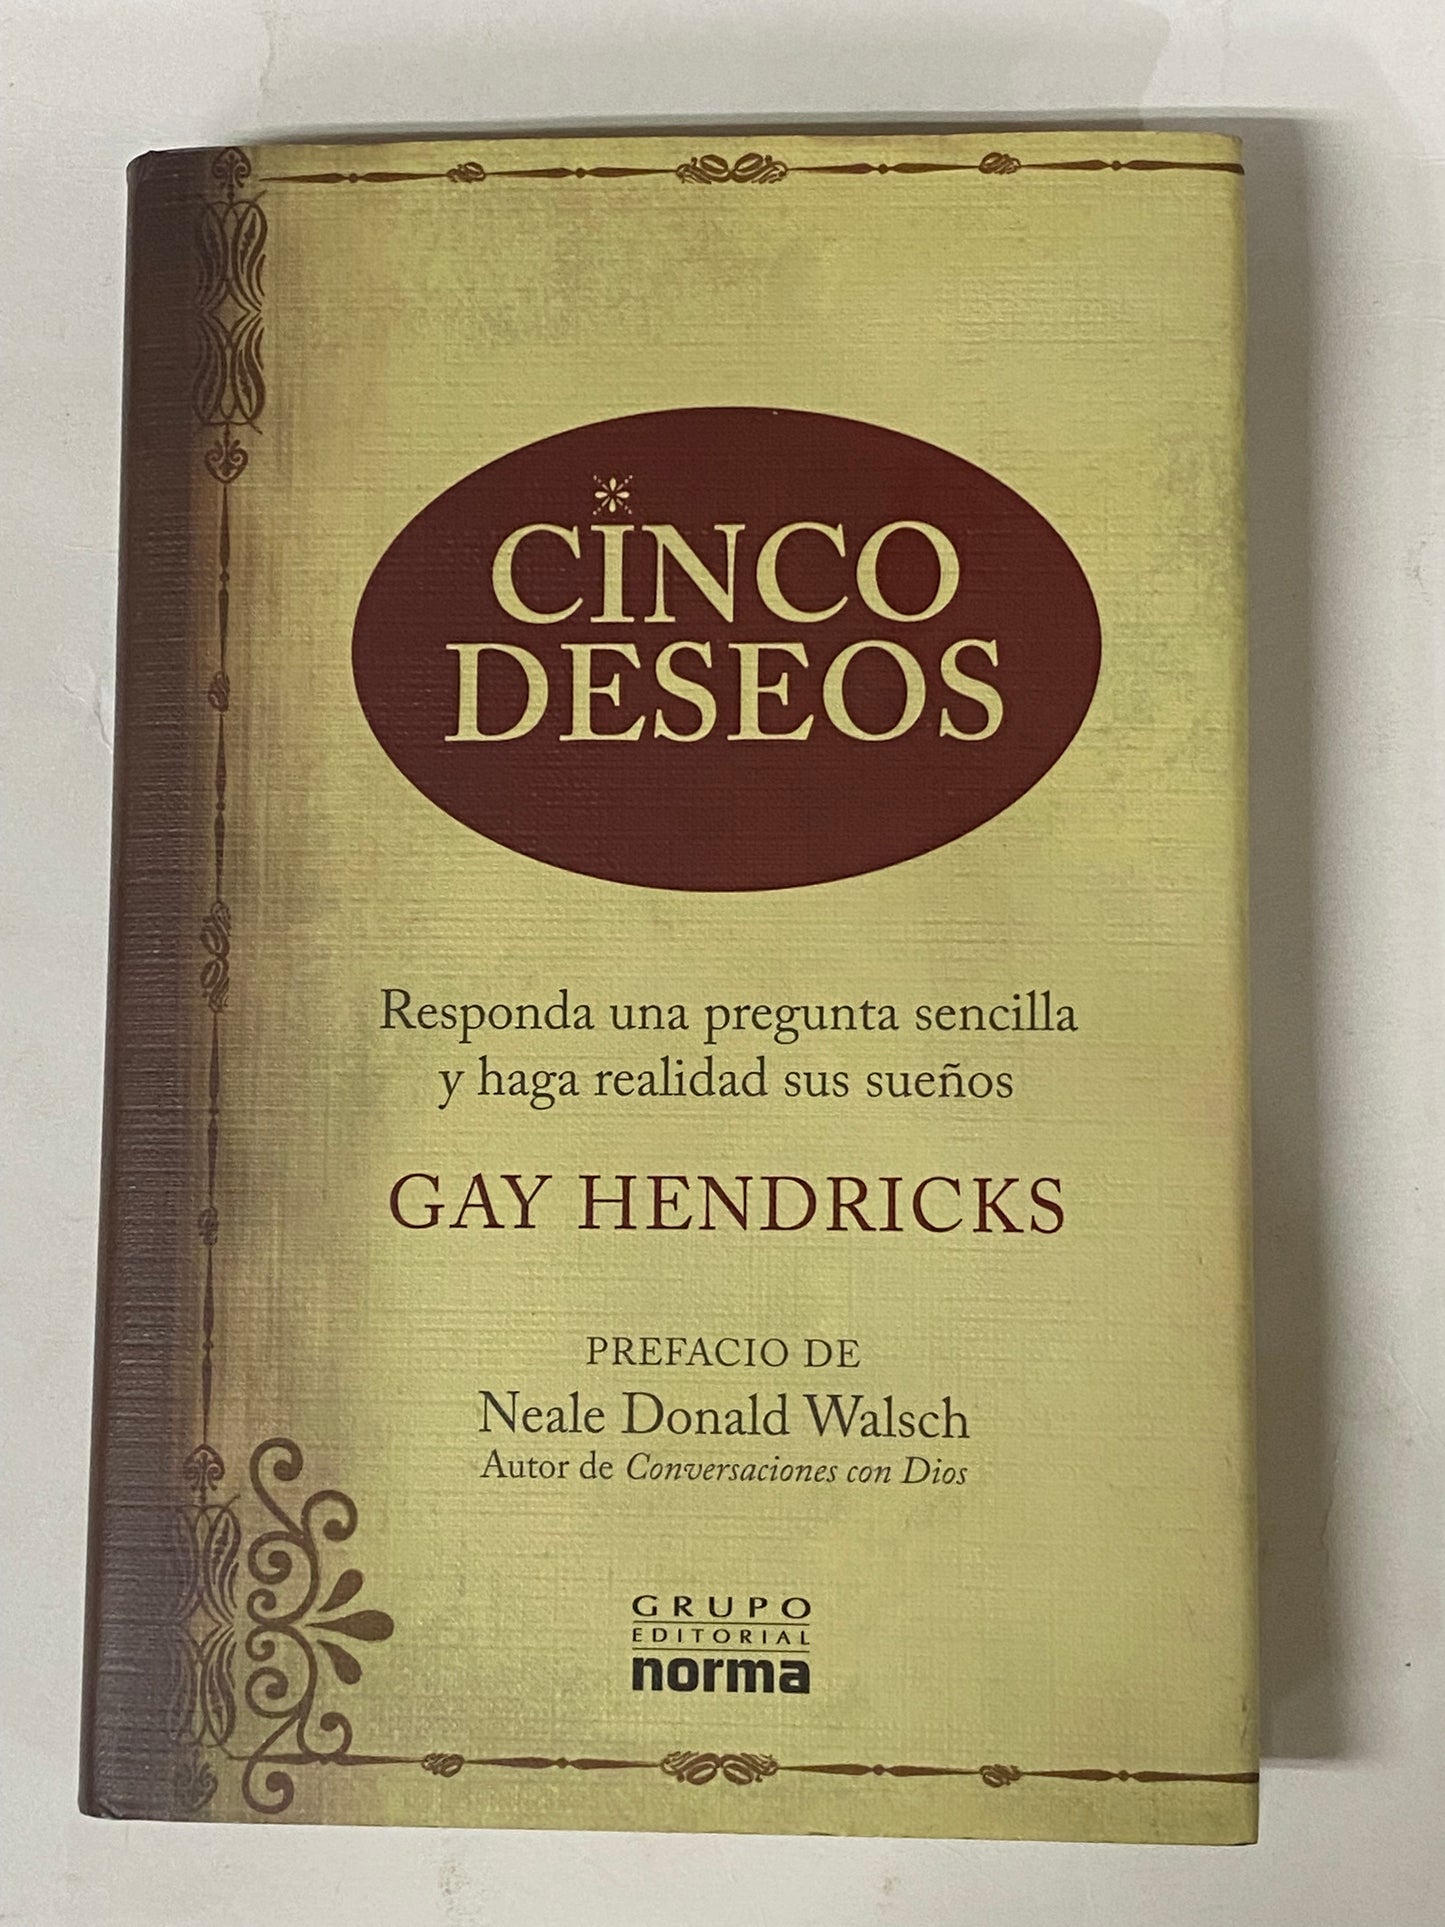 CINCO
DESEOS
Responda una pregunta sencilla
y haga realidad sus sueños
GAY HENDRICKS
PREFACIO DE
Neale Donald Walsch
Autor de Conversaciones con Dios
GRUPO
EDITORIAL
norma